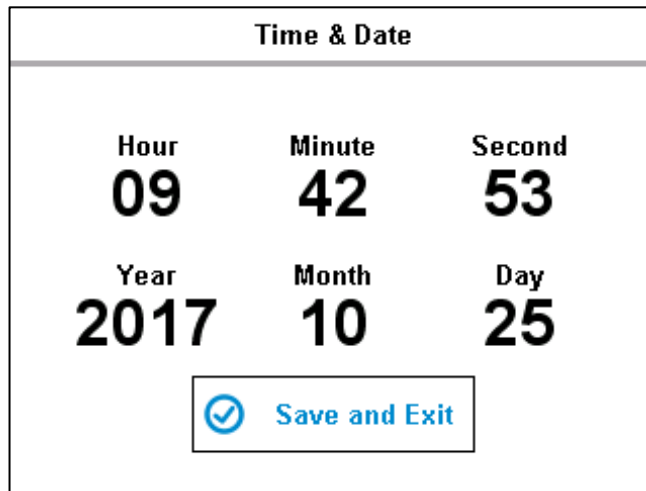 Time & Date
Hour Minute Second
09 42 53
Year Month Day
2017 10 25
Save and Exit